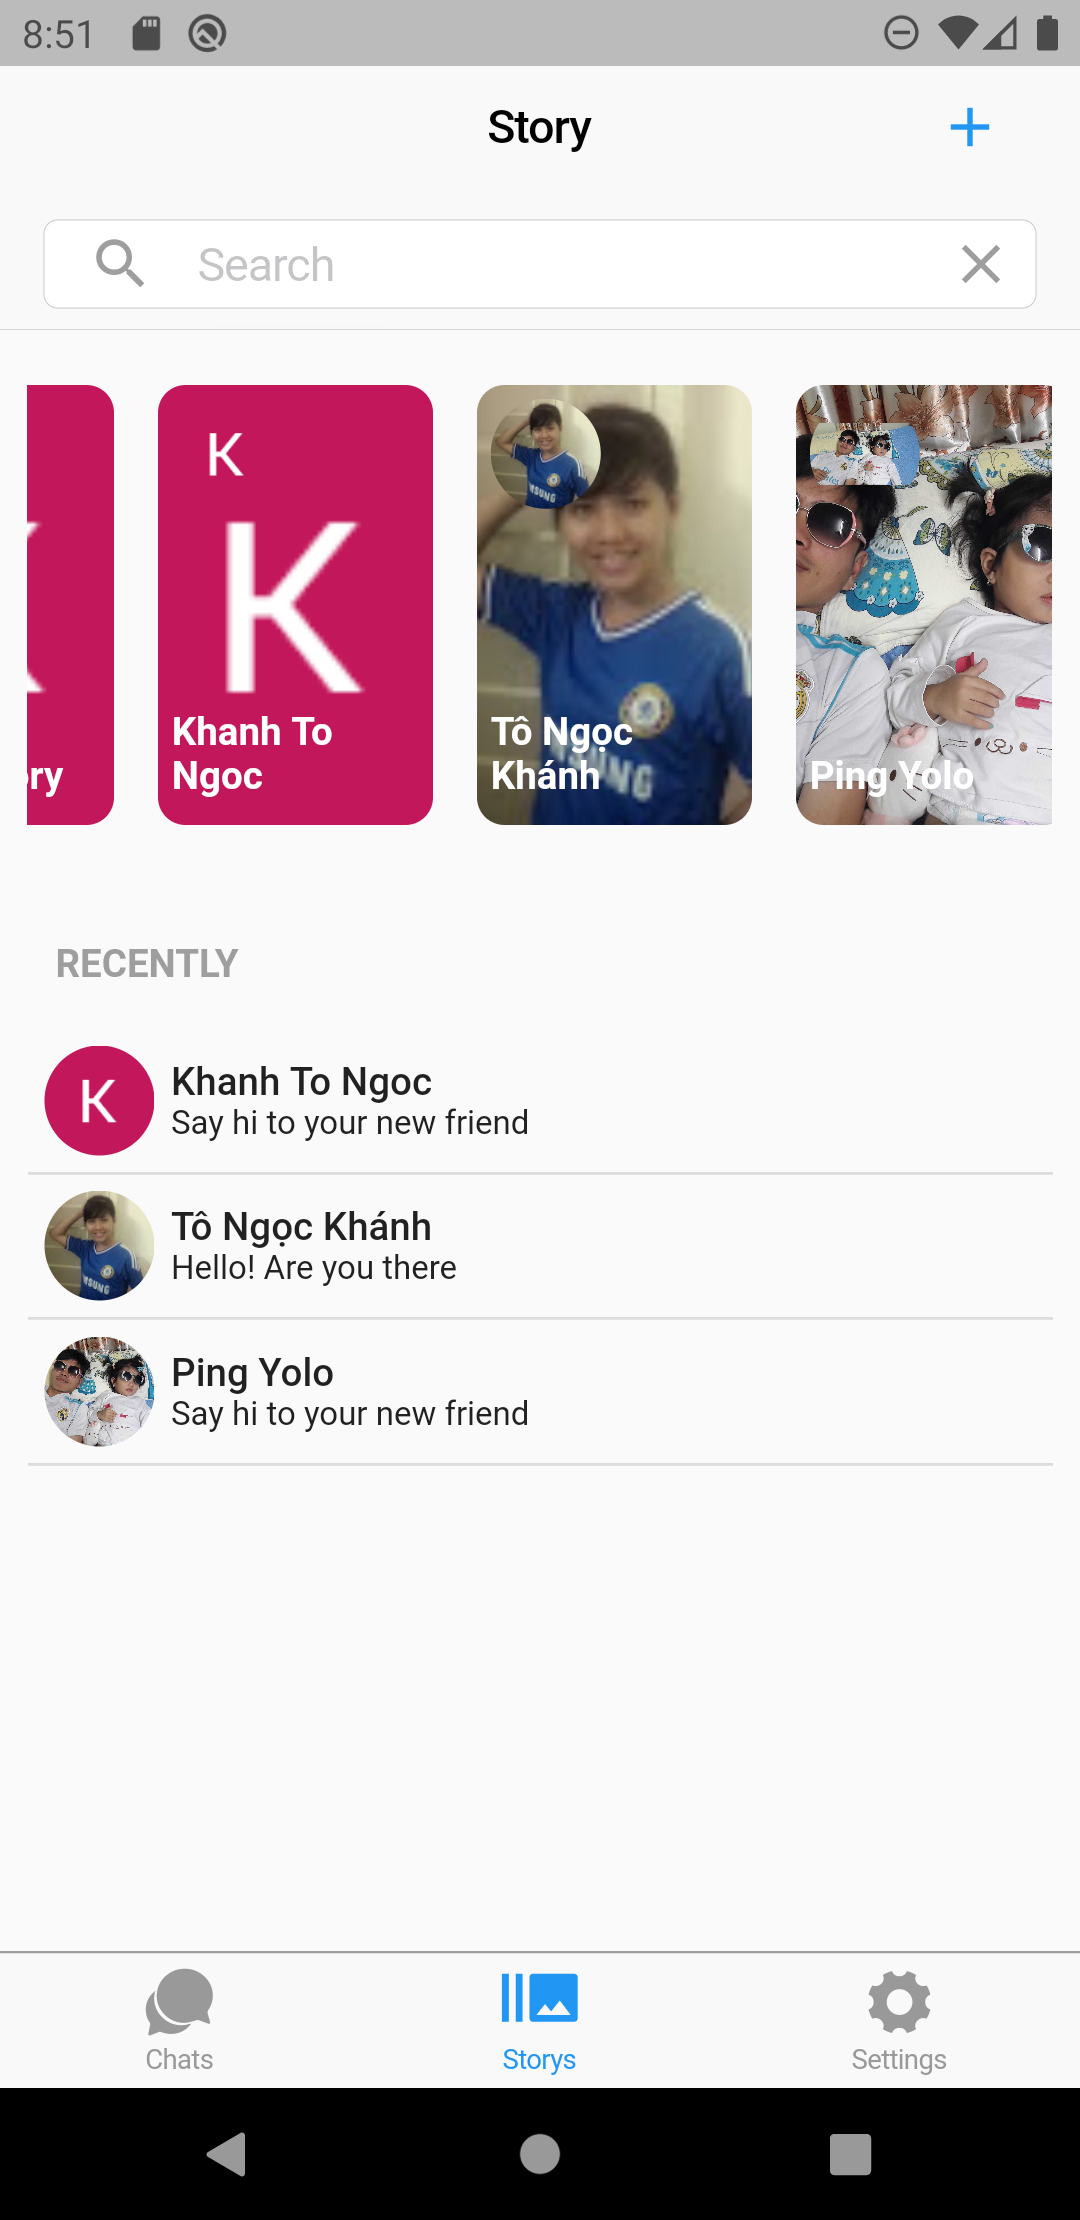 8:51
Story
Search
ory
K
K
Khanh To
Ngoc
SUNG
Tô Ngọc
Khánh
Ping Yolo
RECENTLY
K
Khanh To Ngoc
Say hi to your new friend
Tô Ngọc Khánh
Hello! Are you there
Ping Yolo
Say hi to your new friend
Chats
Storys
Settings